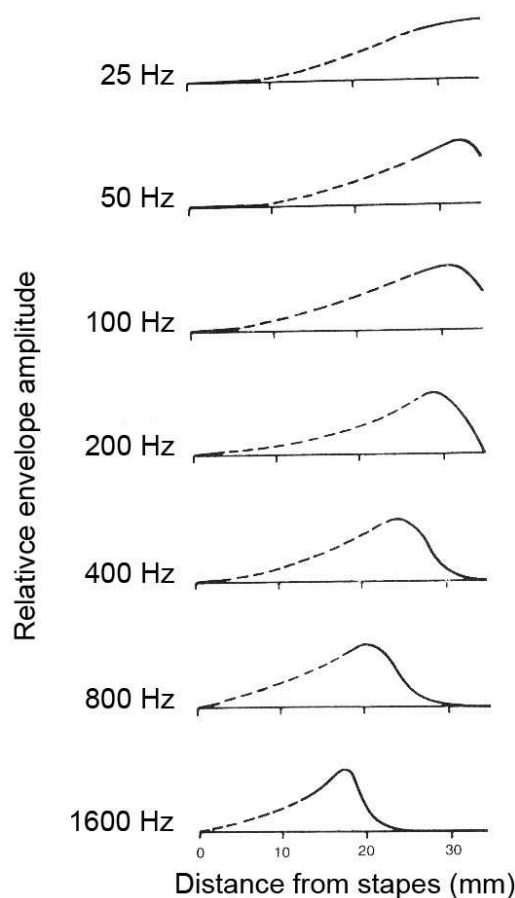 25 Hz
50 Hz
100 Hz
200 Hz
400 Hz
800 Hz
1600 Hz
Relativce envelope amplitude
0 10 20 30
Distance from stapes (mm)